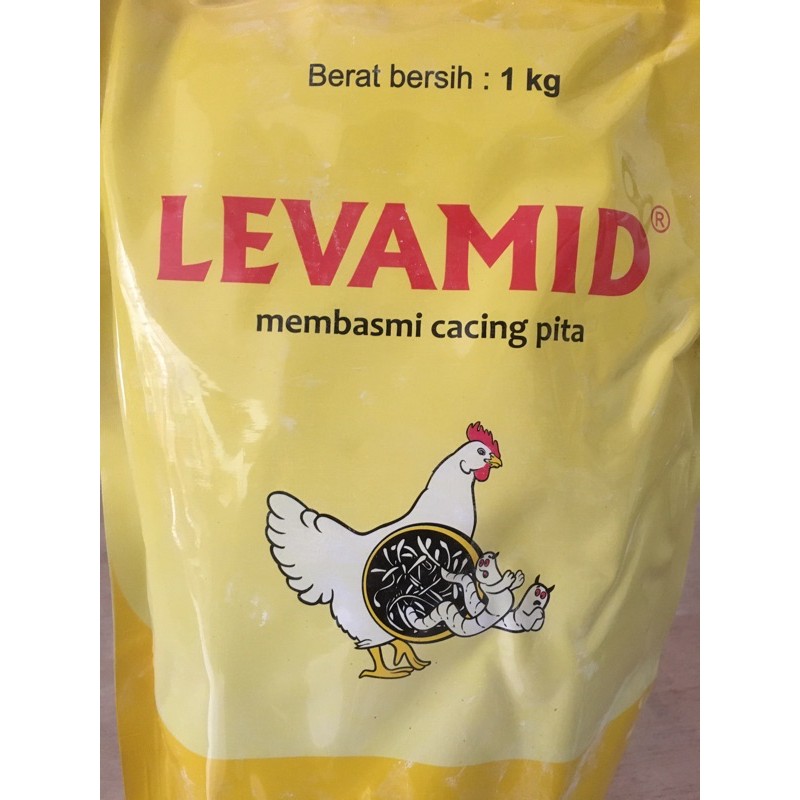 Berat bersih : 1 kg
LEVAMID®
membasmi cacing pita